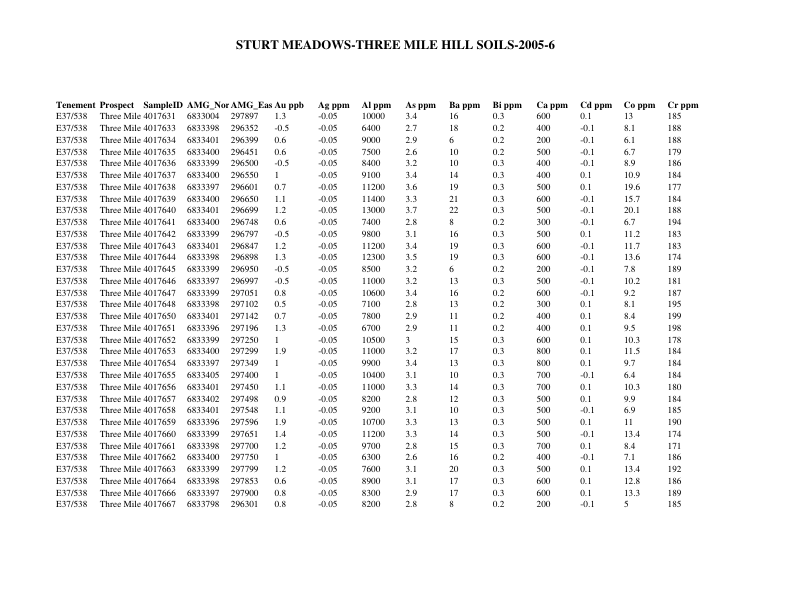 STURT MEADOWS-THREE MILE HILL SOILS-2005-6
Tenement Prospect SampleID AMG_Nor AMG_Eas Au ppb Ag ppm Al ppm As ppm Ba ppm Bi ppm Ca ppm Cd ppm Co ppm Cr ppm
E37/538 Three Mile 4017631 6833004 297897 1.3 -0.05 10000 3.4 16 0.3 600 0.1 13 185
E37/538 Three Mile 4017633 6833398 296352 -0.5 -0.05 6400 2.7 18 0.2 400 -0.1 8.1 188
E37/538 Three Mile 4017634 6833401 296399 0.6 -0.05 9000 2.9 6 0.2 200 -0.1 6.1 188
E37/538 Three Mile 4017635 6833400 296451 0.6 -0.05 7500 2.6 10 0.2 500 -0.1 6.7 179
E37/538 Three Mile 4017636 6833399 296500 -0.5 -0.05 8400 3.2 10 0.3 400 -0.1 8.9 186
E37/538 Three Mile 4017637 6833400 296550 1 -0.05 9100 3.4 14 0.3 400 0.1 10.9 184
E37/538 Three Mile 4017638 6833397 296601 0.7 -0.05 11200 3.6 19 0.3 500 0.1 19.6 177
E37/538 Three Mile 4017639 6833400 296650 1.1 -0.05 11400 3.3 21 0.3 600 -0.1 15.7 184
E37/538 Three Mile 4017640 6833401 296699 1.2 -0.05 13000 3.7 22 0.3 500 -0.1 20.1 188
E37/538 Three Mile 4017641 6833400 296748 0.6 -0.05 7400 2.8 8 0.2 300 -0.1 6.7 194
E37/538 Three Mile 4017642 6833399 296797 -0.5 -0.05 9800 3.1 16 0.3 500 0.1 11.2 183
E37/538 Three Mile 4017643 6833401 296847 1.2 -0.05 11200 3.4 19 0.3 600 -0.1 11.7 183
E37/538 Three Mile 4017644 6833398 296898 1.3 -0.05 12300 3.5 19 0.3 600 -0.1 13.6 174
E37/538 Three Mile 4017645 6833399 296950 -0.5 -0.05 8500 3.2 6 0.2 200 -0.1 7.8 189
E37/538 Three Mile 4017646 6833397 296997 -0.5 -0.05 11000 3.2 13 0.3 500 -0.1 10.2 181
E37/538 Three Mile 4017647 6833399 297051 0.8 -0.05 10600 3.4 16 0.2 600 -0.1 9.2 187
E37/538 Three Mile 4017648 6833398 297102 0.5 -0.05 7100 2.8 13 0.2 300 0.1 8.1 195
E37/538 Three Mile 4017650 6833401 297142 0.7 -0.05 7800 2.9 11 0.2 400 0.1 8.4 199
E37/538 Three Mile 4017651 6833396 297196 1.3 -0.05 6700 2.9 11 0.2 400 0.1 9.5 198
E37/538 Three Mile 4017652 6833399 297250 1 -0.05 10500 3 15 0.3 600 0.1 10.3 178
E37/538 Three Mile 4017653 6833400 297299 1.9 -0.05 11000 3.2 17 0.3 800 0.1 11.5 184
E37/538 Three Mile 4017654 6833397 297349 1 -0.05 9900 3.4 13 0.3 800 0.1 9.7 184
E37/538 Three Mile 4017655 6833405 297400 1 -0.05 10400 3.1 10 0.3 700 -0.1 6.4 184
E37/538 Three Mile 4017656 6833401 297450 1.1 -0.05 11000 3.3 14 0.3 700 0.1 10.3 180
E37/538 Three Mile 4017657 6833402 297498 0.9 -0.05 8200 2.8 12 0.3 500 0.1 9.9 184
E37/538 Three Mile 4017658 6833401 297548 1.1 -0.05 9200 3.1 10 0.3 500 -0.1 6.9 185
E37/538 Three Mile 4017659 6833396 297596 1.9 -0.05 10700 3.3 13 0.3 500 0.1 11 190
E37/538 Three Mile 4017660 6833399 297651 1.4 -0.05 11200 3.3 14 0.3 500 -0.1 13.4 174
E37/538 Three Mile 4017661 6833398 297700 1.2 -0.05 9700 2.8 15 0.3 700 0.1 8.4 171
E37/538 Three Mile 4017662 6833400 297750 1 -0.05 6300 2.6 16 0.2 400 -0.1 7.1 186
E37/538 Three Mile 4017663 6833399 297799 1.2 -0.05 7600 3.1 20 0.3 500 0.1 13.4 192
E37/538 Three Mile 4017664 6833398 297853 0.6 -0.05 8900 3.1 17 0.3 600 0.1 12.8 186
E37/538 Three Mile 4017666 6833397 297900 0.8 -0.05 8300 2.9 17 0.3 600 0.1 13.3 189
E37/538 Three Mile 4017667 6833798 296301 0.8 -0.05 8200 2.8 8 0.2 200 -0.1 5 185